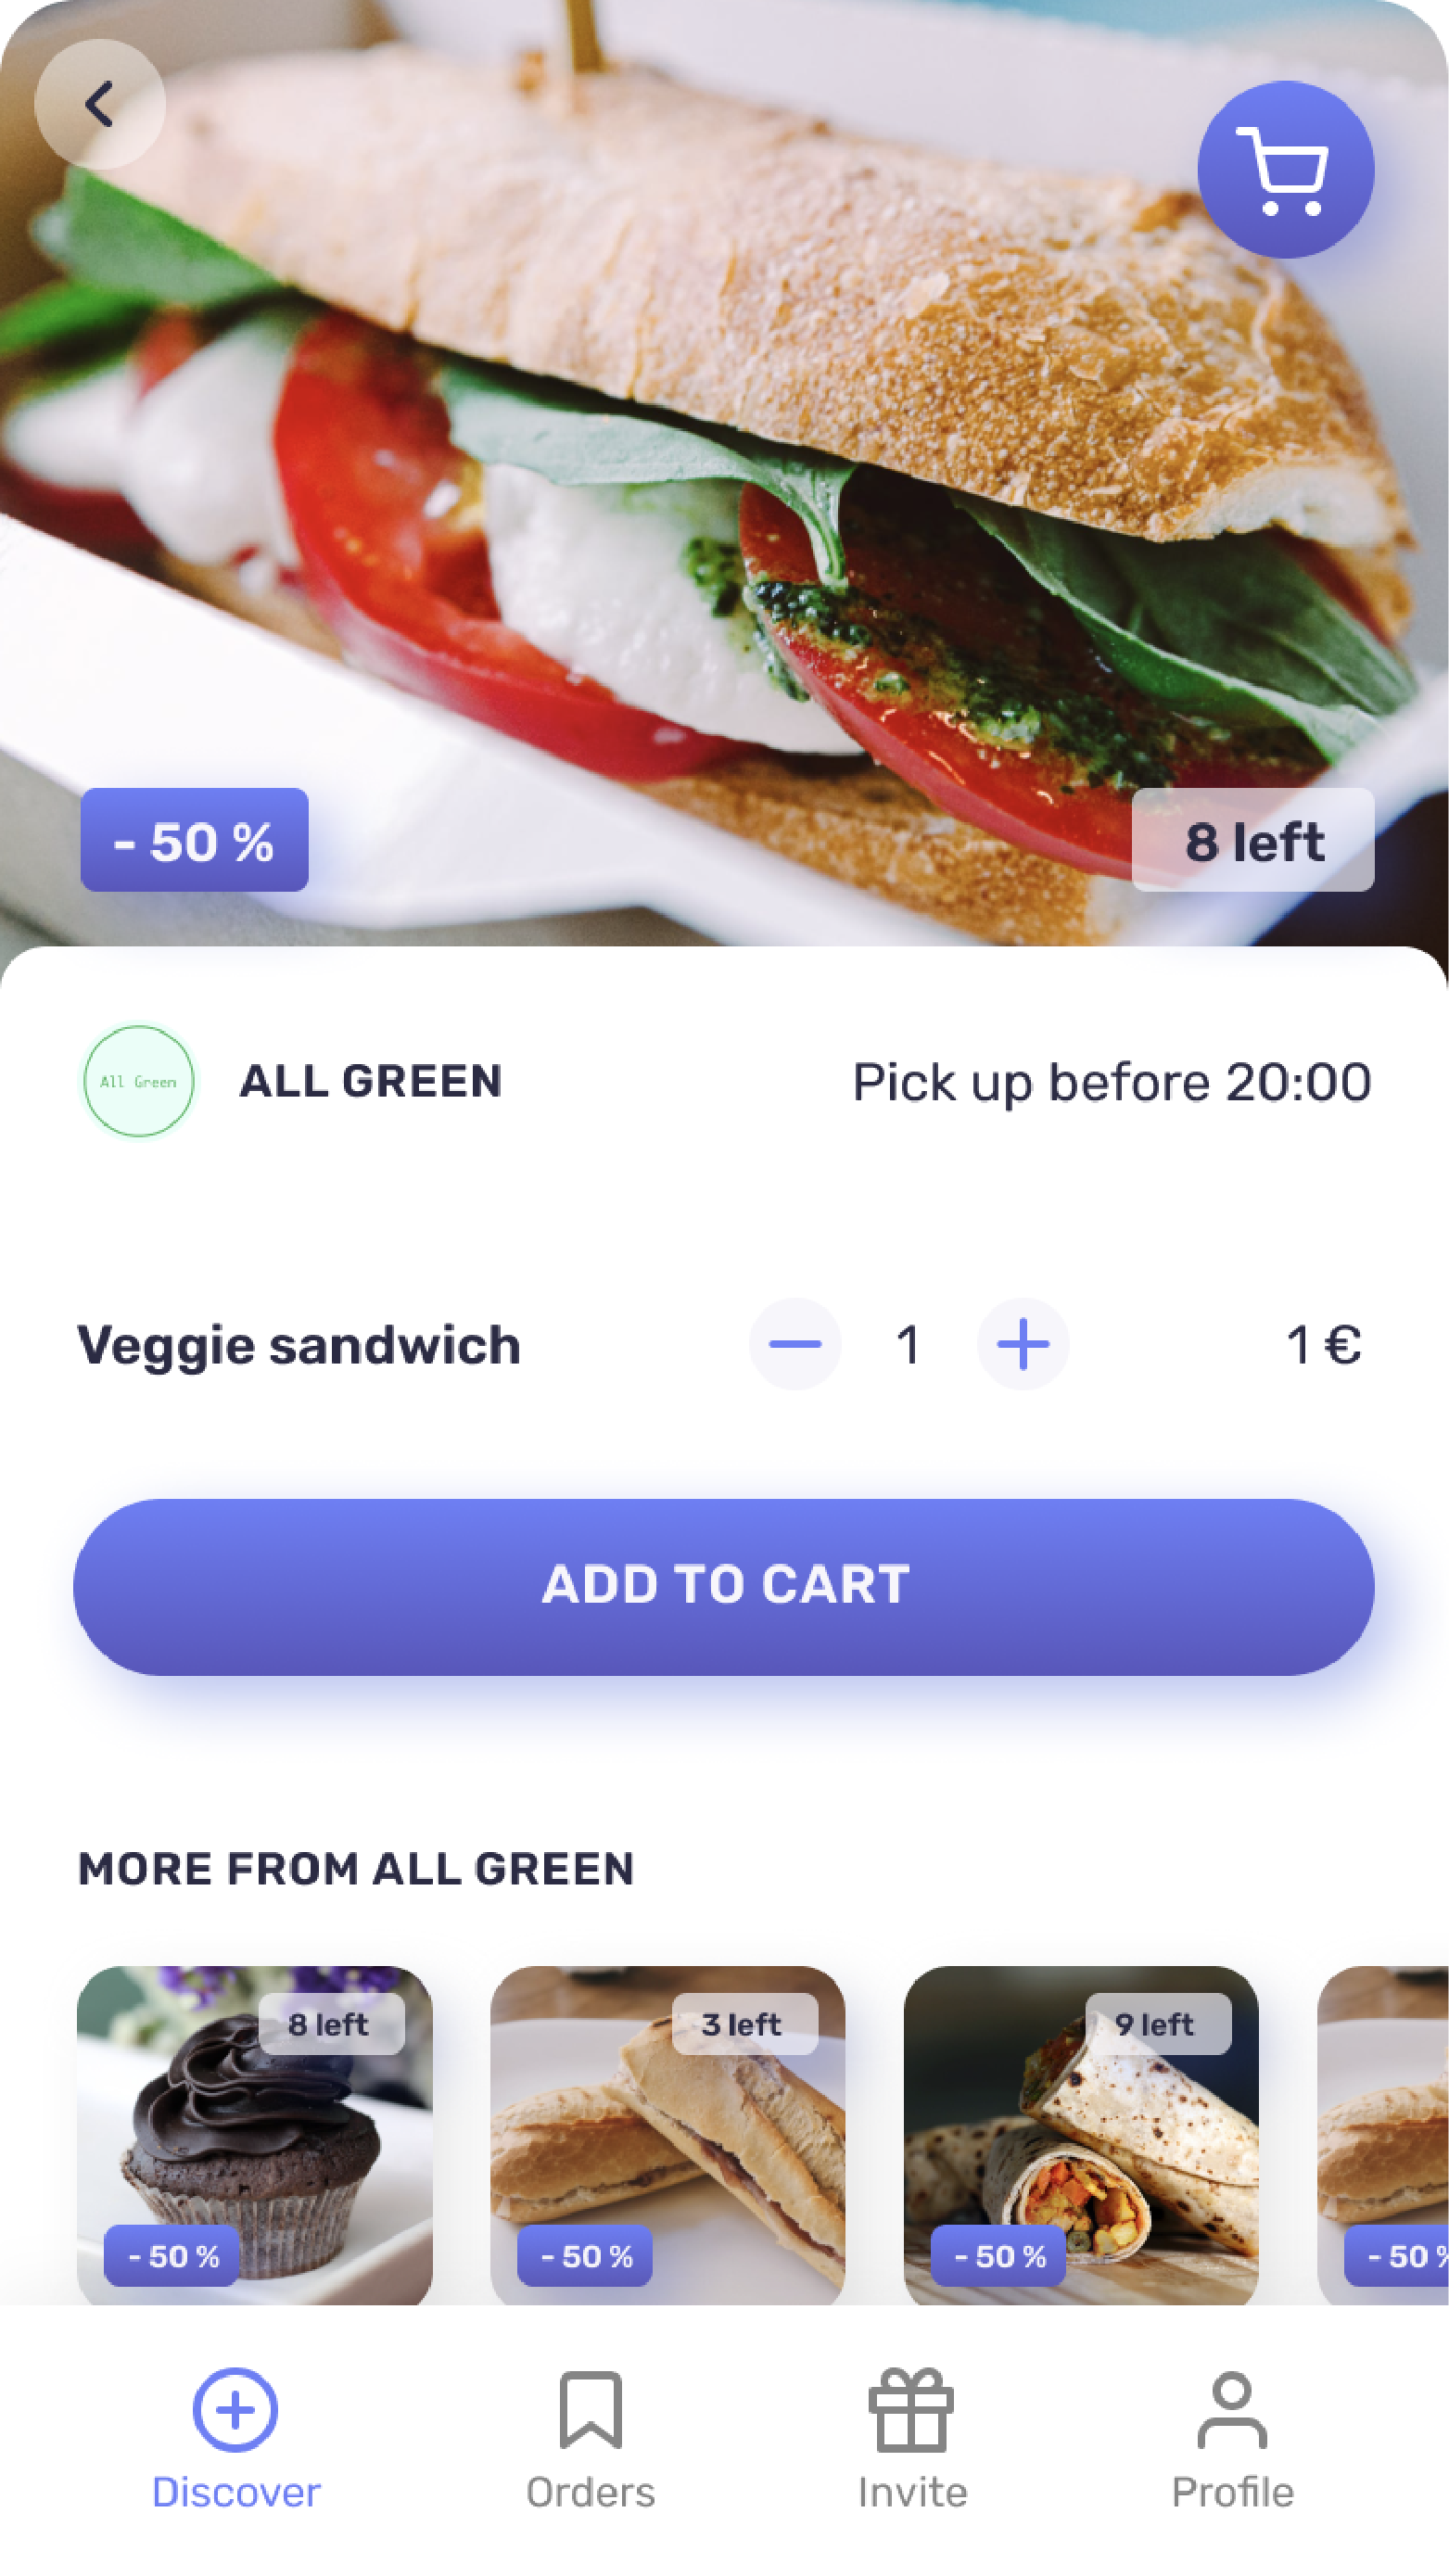 - 50 %
8 left
All Green
ALL GREEN
Pick up before 20:00
Veggie sandwich
1
1 €
ADD TO CART
MORE FROM ALL GREEN
8 left
3 left
9 left
- 50 %
- 50 %
- 50 %
- 50 %
Discover
Orders
Invite
Profile